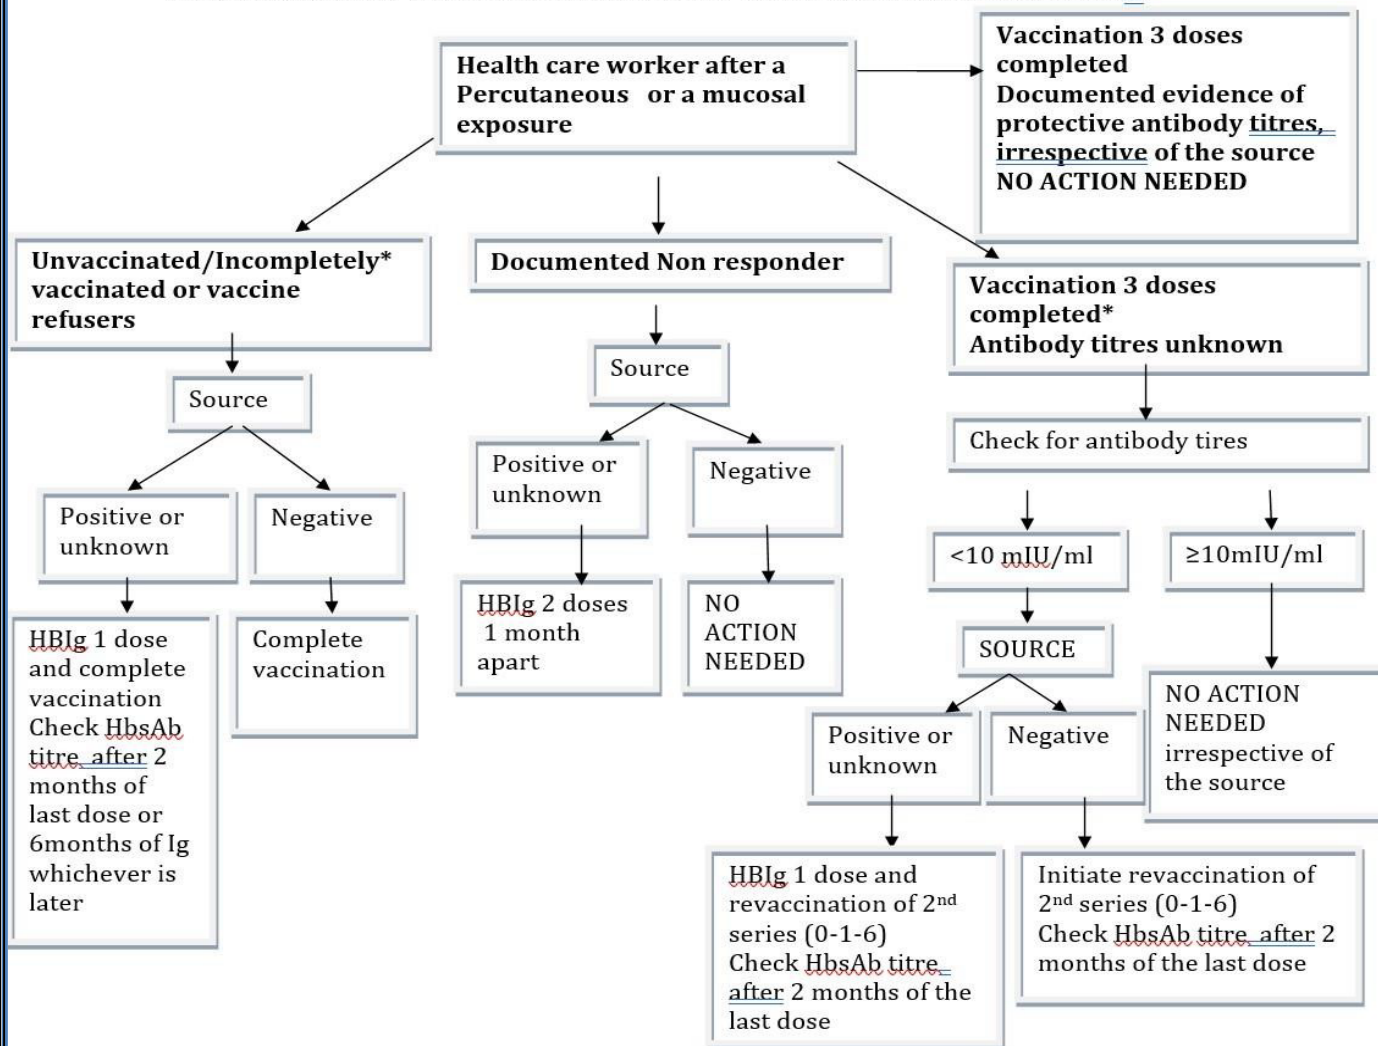 Health care worker after a
Percutaneous or a mucosal
exposure
Vaccination 3 doses
completed
Documented evidence of
protective antibody titres,
irrespective of the source
NO ACTION NEEDED
Unvaccinated/Incompletely*
vaccinated or vaccine
refusers
Source
Positive or
unknown
HBIg 1 dose
and complete
vaccination
Check HbsAb
titre after 2
months of
last dose or
6months of Ig
whichever is
later
Negative
Complete
vaccination
Documented Non responder
Source
Positive or
unknown
HBIg 2 doses
1 month
apart
Negative
NO
ACTION
NEEDED
Vaccination 3 doses
completed*
Antibody titres unknown
Check for antibody tires
<10 mIU/ml
SOURCE
Positive or
unknown
HBIg 1 dose and
revaccination of 2nd
series (0-1-6)
Check HbsAb titre
after 2 months of the
last dose
Negative
Initiate revaccination of
2nd series (0-1-6)
Check HbsAb titre after 2
months of the last dose
≥10mIU/ml
NO ACTION
NEEDED
irrespective of
the source